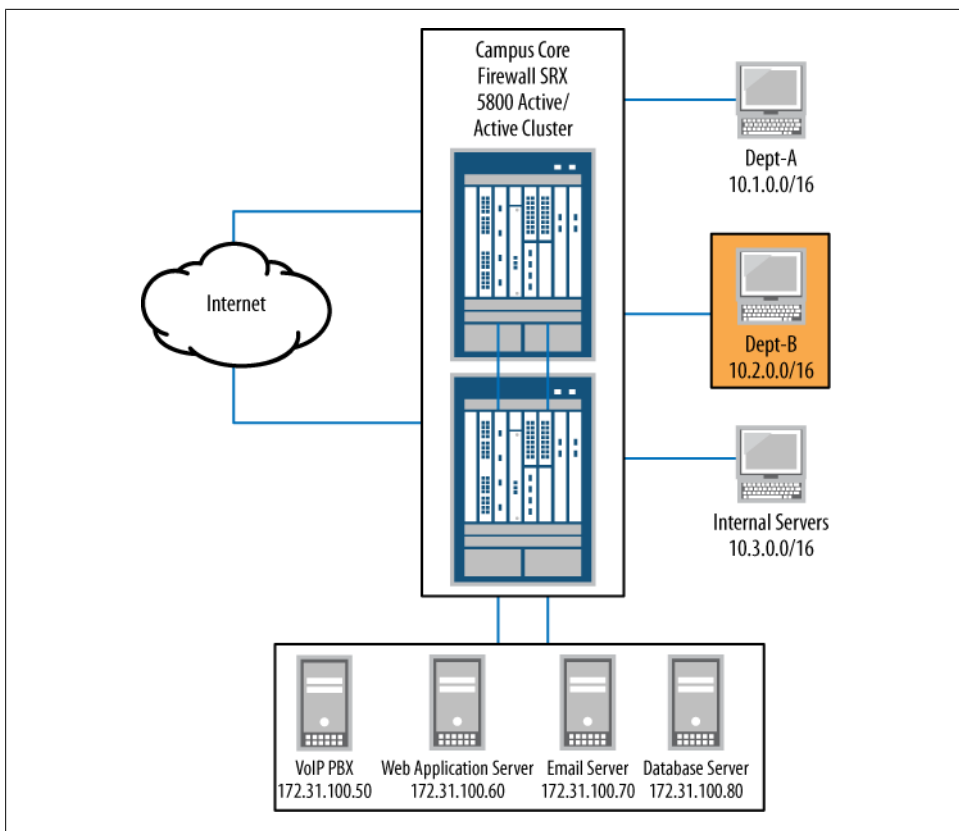 Campus Core
Firewall SRX
5800 Active/
Active Cluster
Internet
Dept-A
10.1.0.0/16
Dept-B
10.2.0.0/16
Internal Servers
10.3.0.0/16
VoIP PBX
172.31.100.50
Web Application Server
172.31.100.60
Email Server
172.31.100.70
Database Server
172.31.100.80